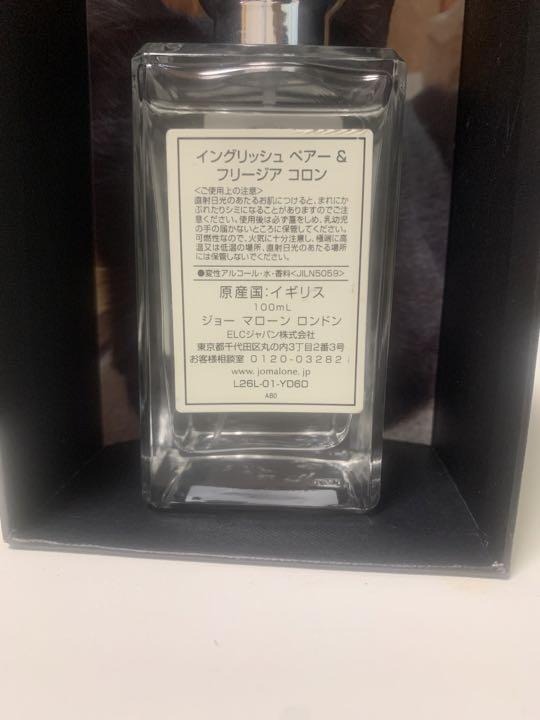 イングリッシュ ペアー &
フリージア コロン
<ご使用上の注意>
直射日光のあたるお肌につけると、まれにか
ぶれたりシミになることがありますのでご注
意ください。使用後は必ず蓋をしめ、乳幼児
の手の届かないところに保管してください。
可燃性なので、火気に十分注意し、極端に高
温又は低温の場所、直射日光のあたる場所
には保管しないでください。
●変性アルコール・水・香料<JILN5059>
原産国:イギリス
100mL
ジョー マローン ロンドン
ELCジャパン株式会社
東京都千代田区丸の内3丁目2番3号
お客様相談室 0120-03282
www.jomalone.jp
L26L-01-YD6D
AB0